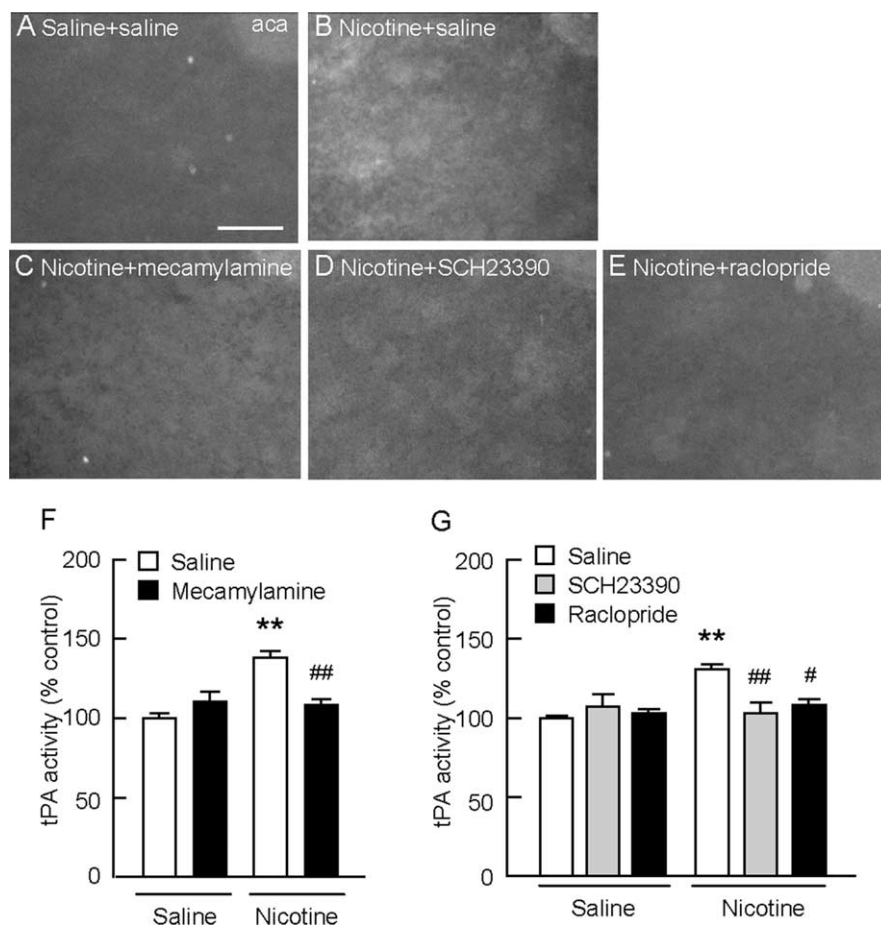 A Saline+saline
aca
B Nicotine+saline
C Nicotine+mecamylamine
D Nicotine+SCH23390
E Nicotine+raclopride
F
tPA activity (% control)
200
150
100
50
0
Saline
Mecamylamine
**
##
Saline
Nicotine
G
tPA activity (% control)
200
150
100
50
0
Saline
SCH23390
Raclopride
**
##
#
Saline
Nicotine